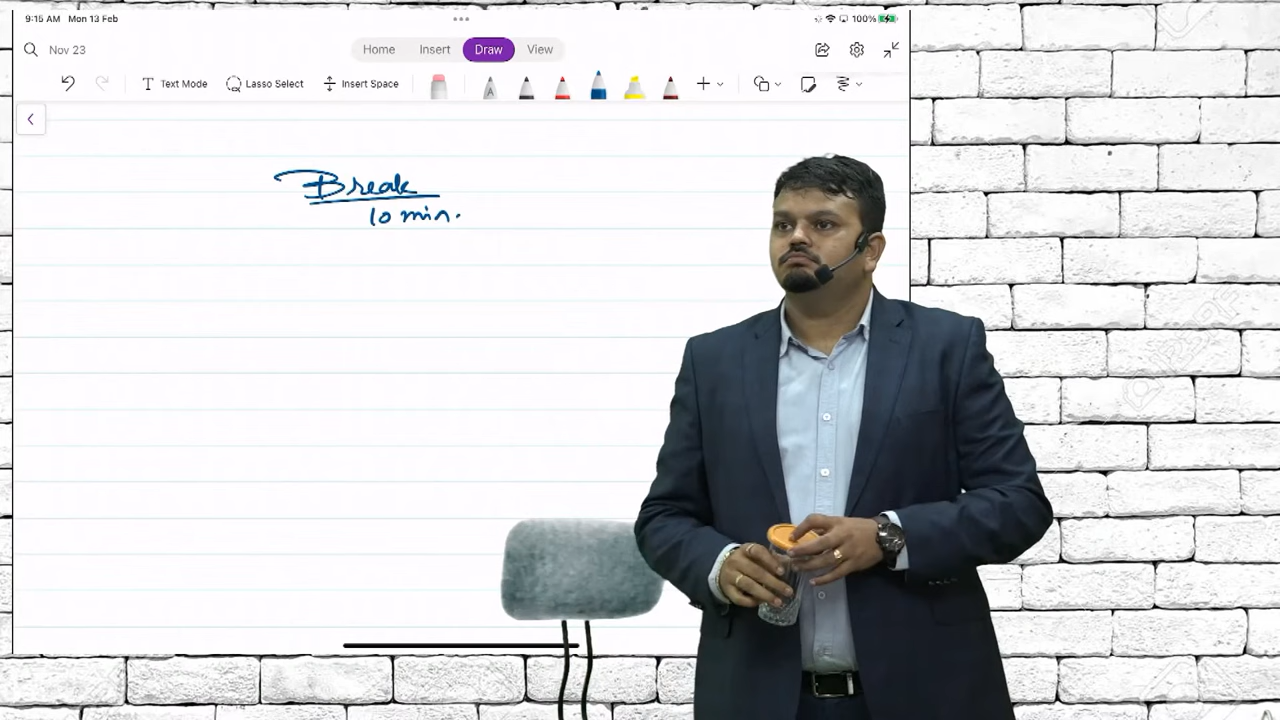 9:15 AM Mon 13 Feb
100%
Nov 23
Home Insert Draw View
Text Mode Lasso Select Insert Space
Break
10 min.